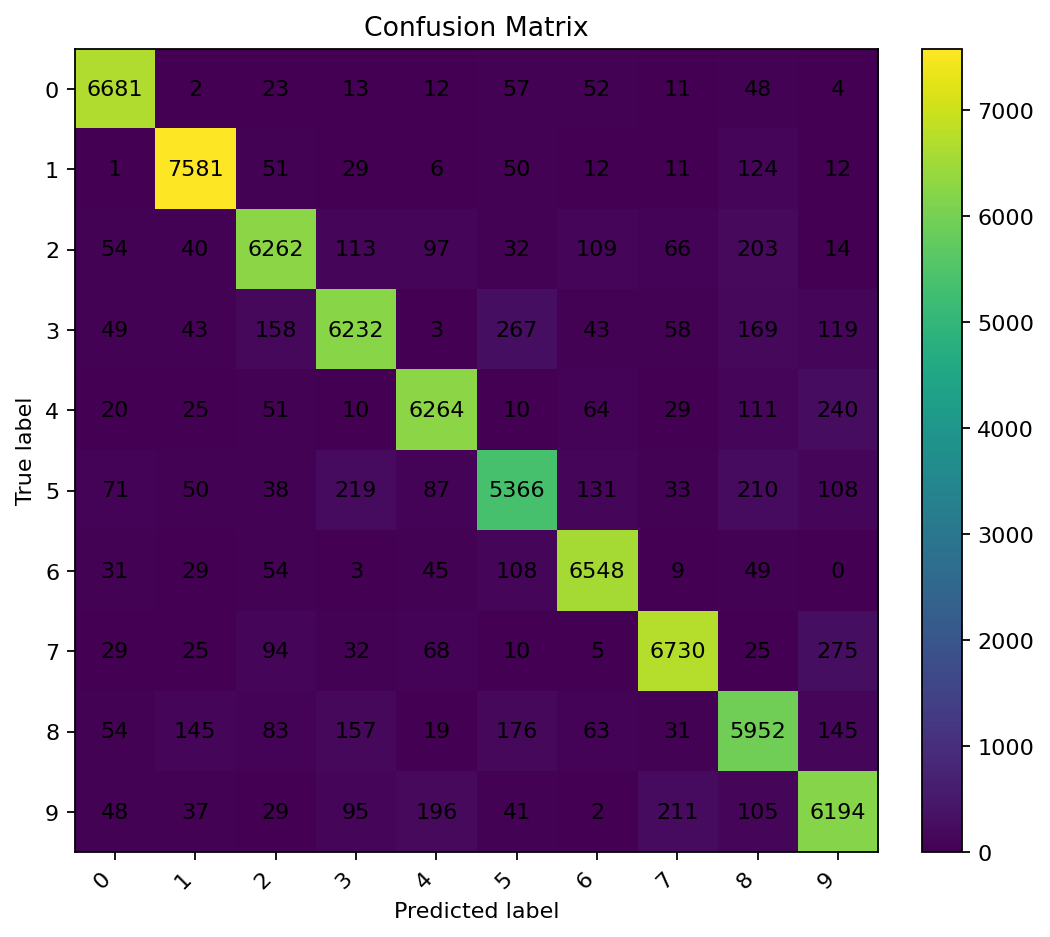 Confusion Matrix
0 6681 2 23 13 12 57 52 11 48 4
1 1 7581 51 29 6 50 12 11 124 12
2 54 40 6262 113 97 32 109 66 203 14
3 49 43 158 6232 3 267 43 58 169 119
4 20 25 51 10 6264 10 64 29 111 240
5 71 50 38 219 87 5366 131 33 210 108
6 31 29 54 3 45 108 6548 9 49 0
7 29 25 94 32 68 10 5 6730 25 275
8 54 145 83 157 19 176 63 31 5952 145
9 48 37 29 95 196 41 2 211 105 6194
0 1 2 3 4 5 6 7 8 9
Predicted label
True label
7000
6000
5000
4000
3000
2000
1000
0